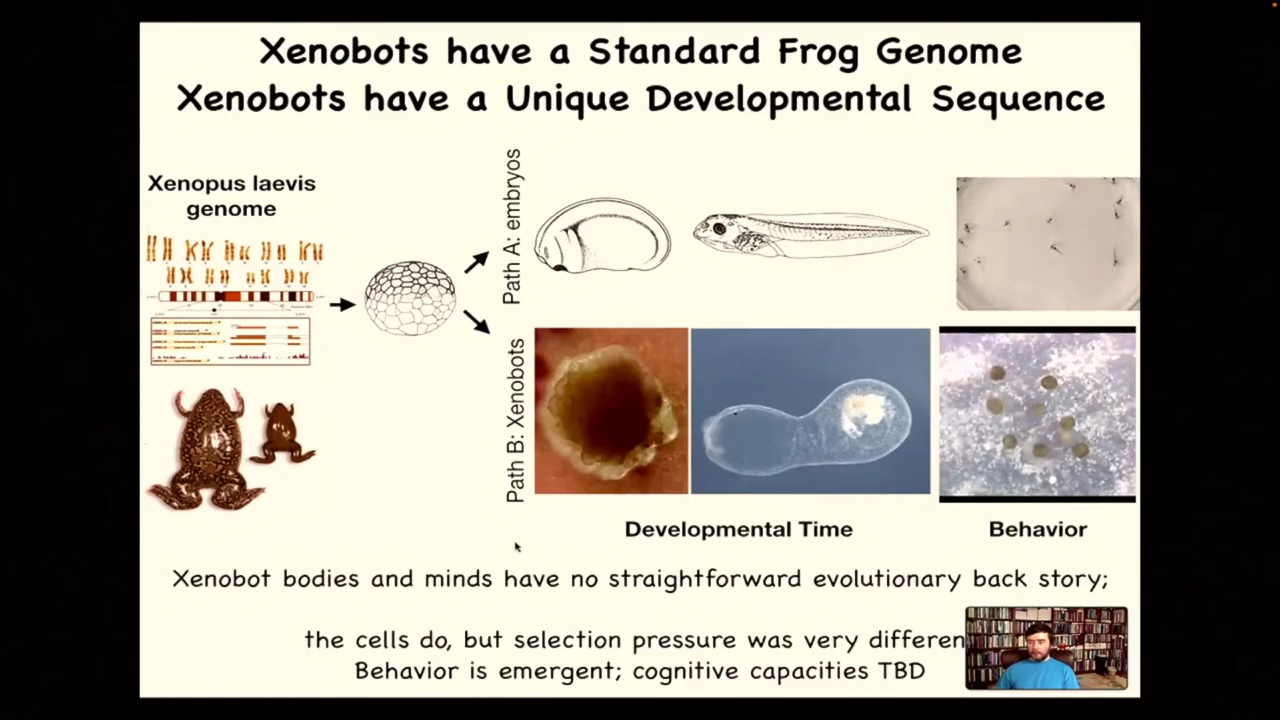 Xenobots have a Standard Frog Genome
Xenobots have a Unique Developmental Sequence
Xenopus laevis
genome
Path A: embryos
Path B: Xenobots
Developmental Time
Behavior
Xenobot bodies and minds have no straightforward evolutionary back story;
the cells do, but selection pressure was very differen
Behavior is emergent; cognitive capacities TBD